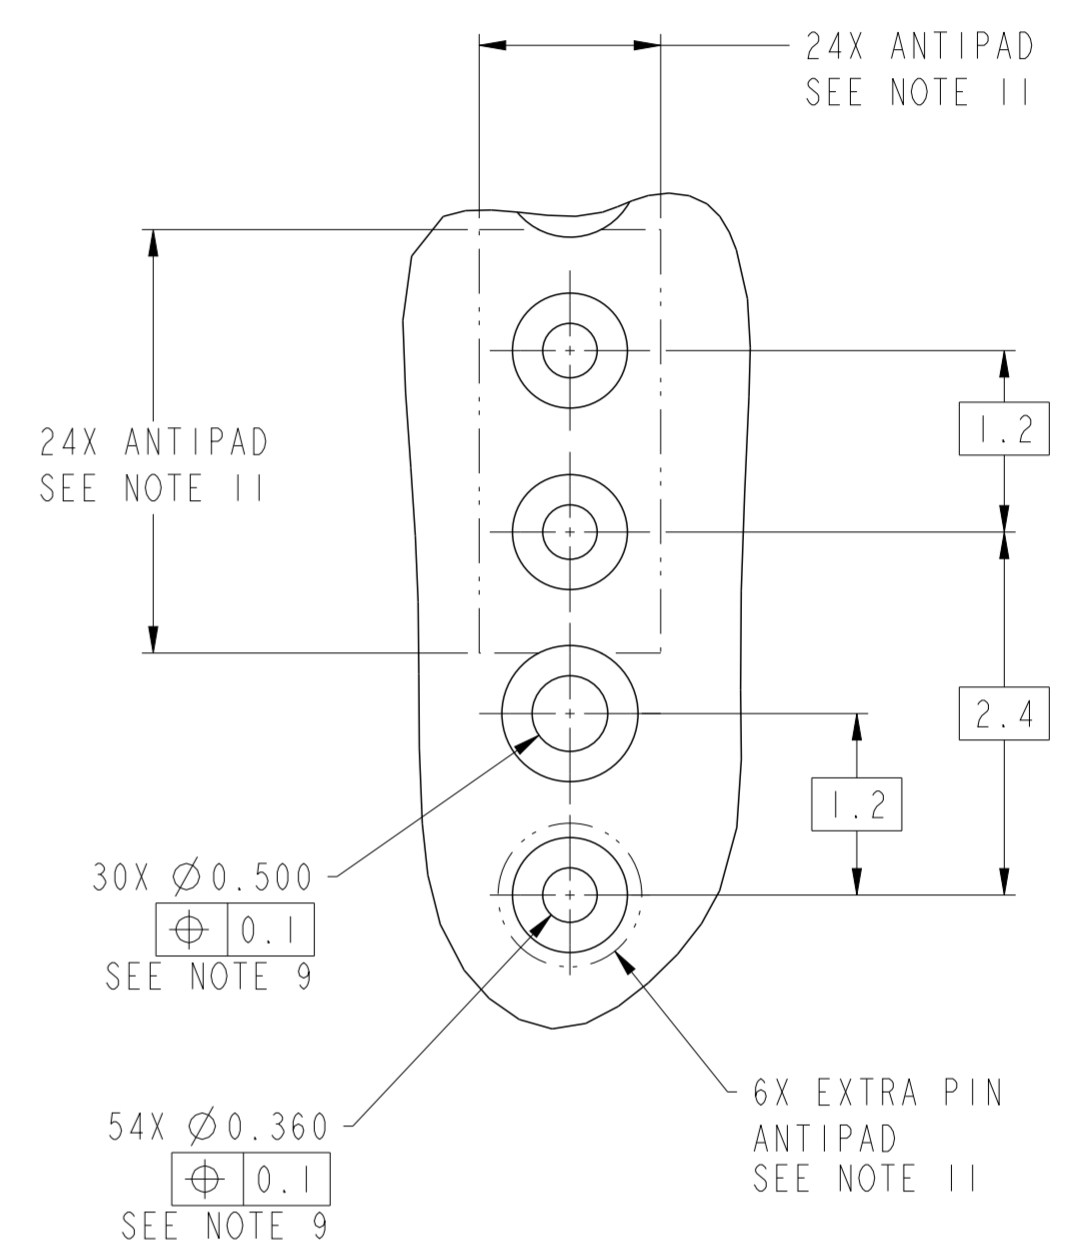 24X ANTIPAD
SEE NOTE 11
24X ANTIPAD
SEE NOTE 11
1.2
2.4
1.2
30X Ø0.500
⌖ 0.1
SEE NOTE 9
54X Ø0.360
⌖ 0.1
SEE NOTE 9
6X EXTRA PIN
ANTIPAD
SEE NOTE 11